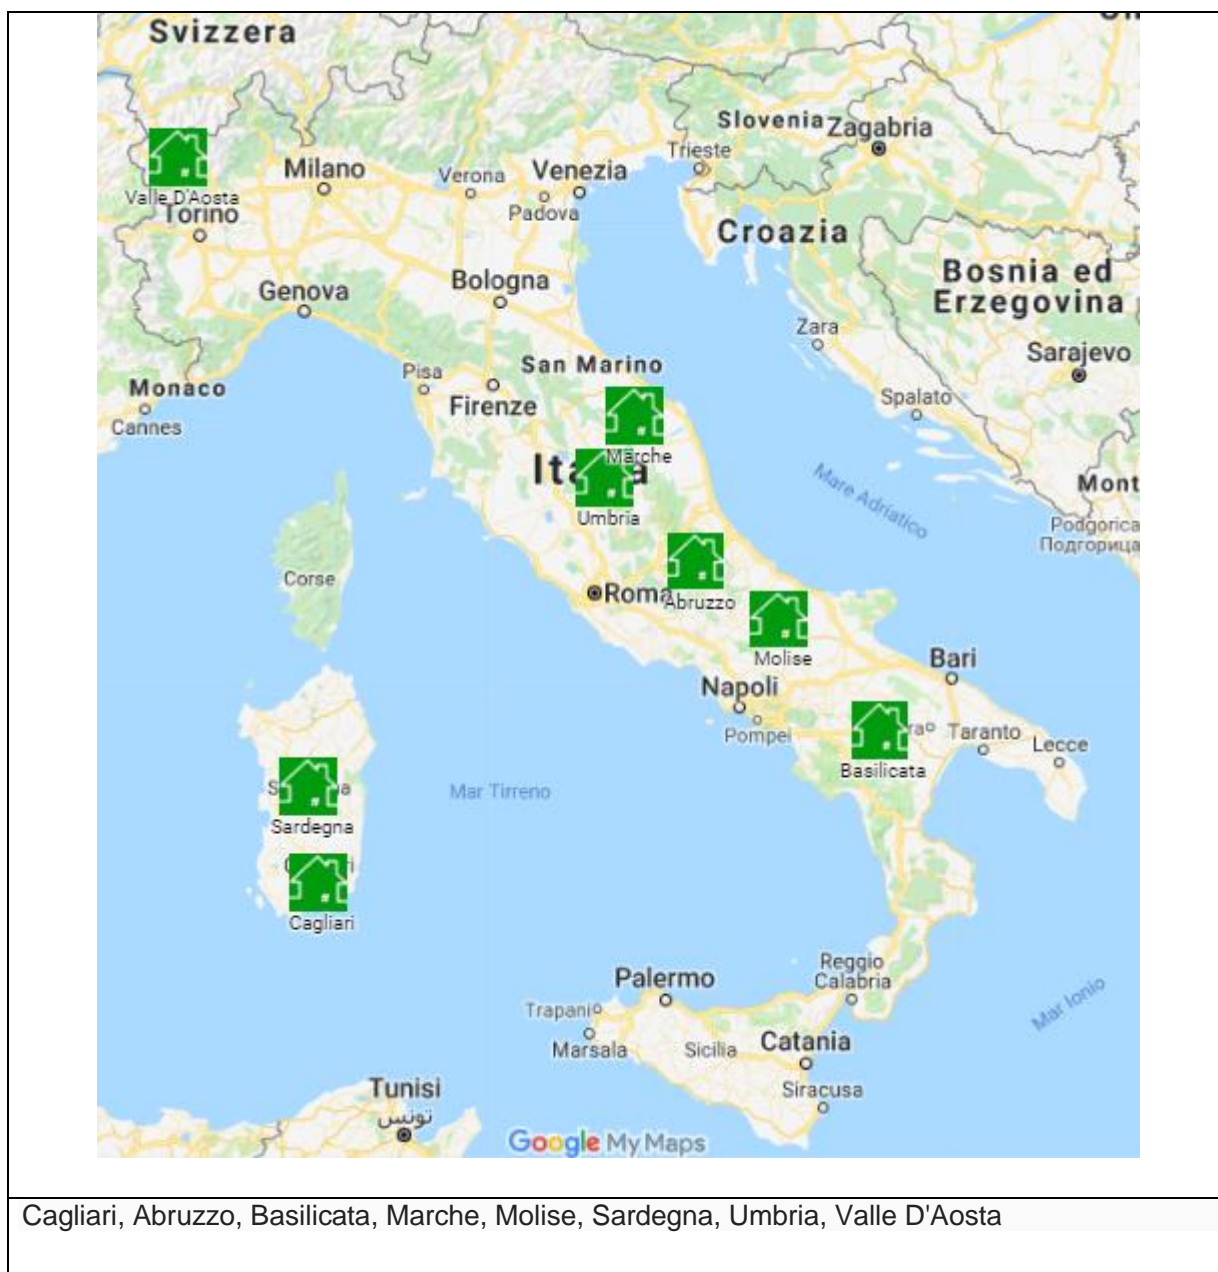 Svizzera
Slovenia
Zagabria
Trieste
Milano
Verona
Venezia
Padova
Valle D'Aosta
Torino
Croazia
Bosnia ed
Erzegovina
Bologna
Genova
Zara
Sarajevo
San Marino
Pisa
Monaco
Firenze
Spalato
Cannes
Marche
Mare Adriatico
Mont
Umbria
Podgorica
Подгорица
Corse
Roma
Abruzzo
Molise
Bari
Napoli
Pompei
Taranto
Lecce
Basilicata
Mar Tirreno
Sardegna
Cagliari
Reggio
Calabria
Palermo
Mar Ionio
Trapani
Marsala
Sicilia
Catania
Siracusa
Tunisi
تونس
Google My Maps
Cagliari, Abruzzo, Basilicata, Marche, Molise, Sardegna, Umbria, Valle D'Aosta